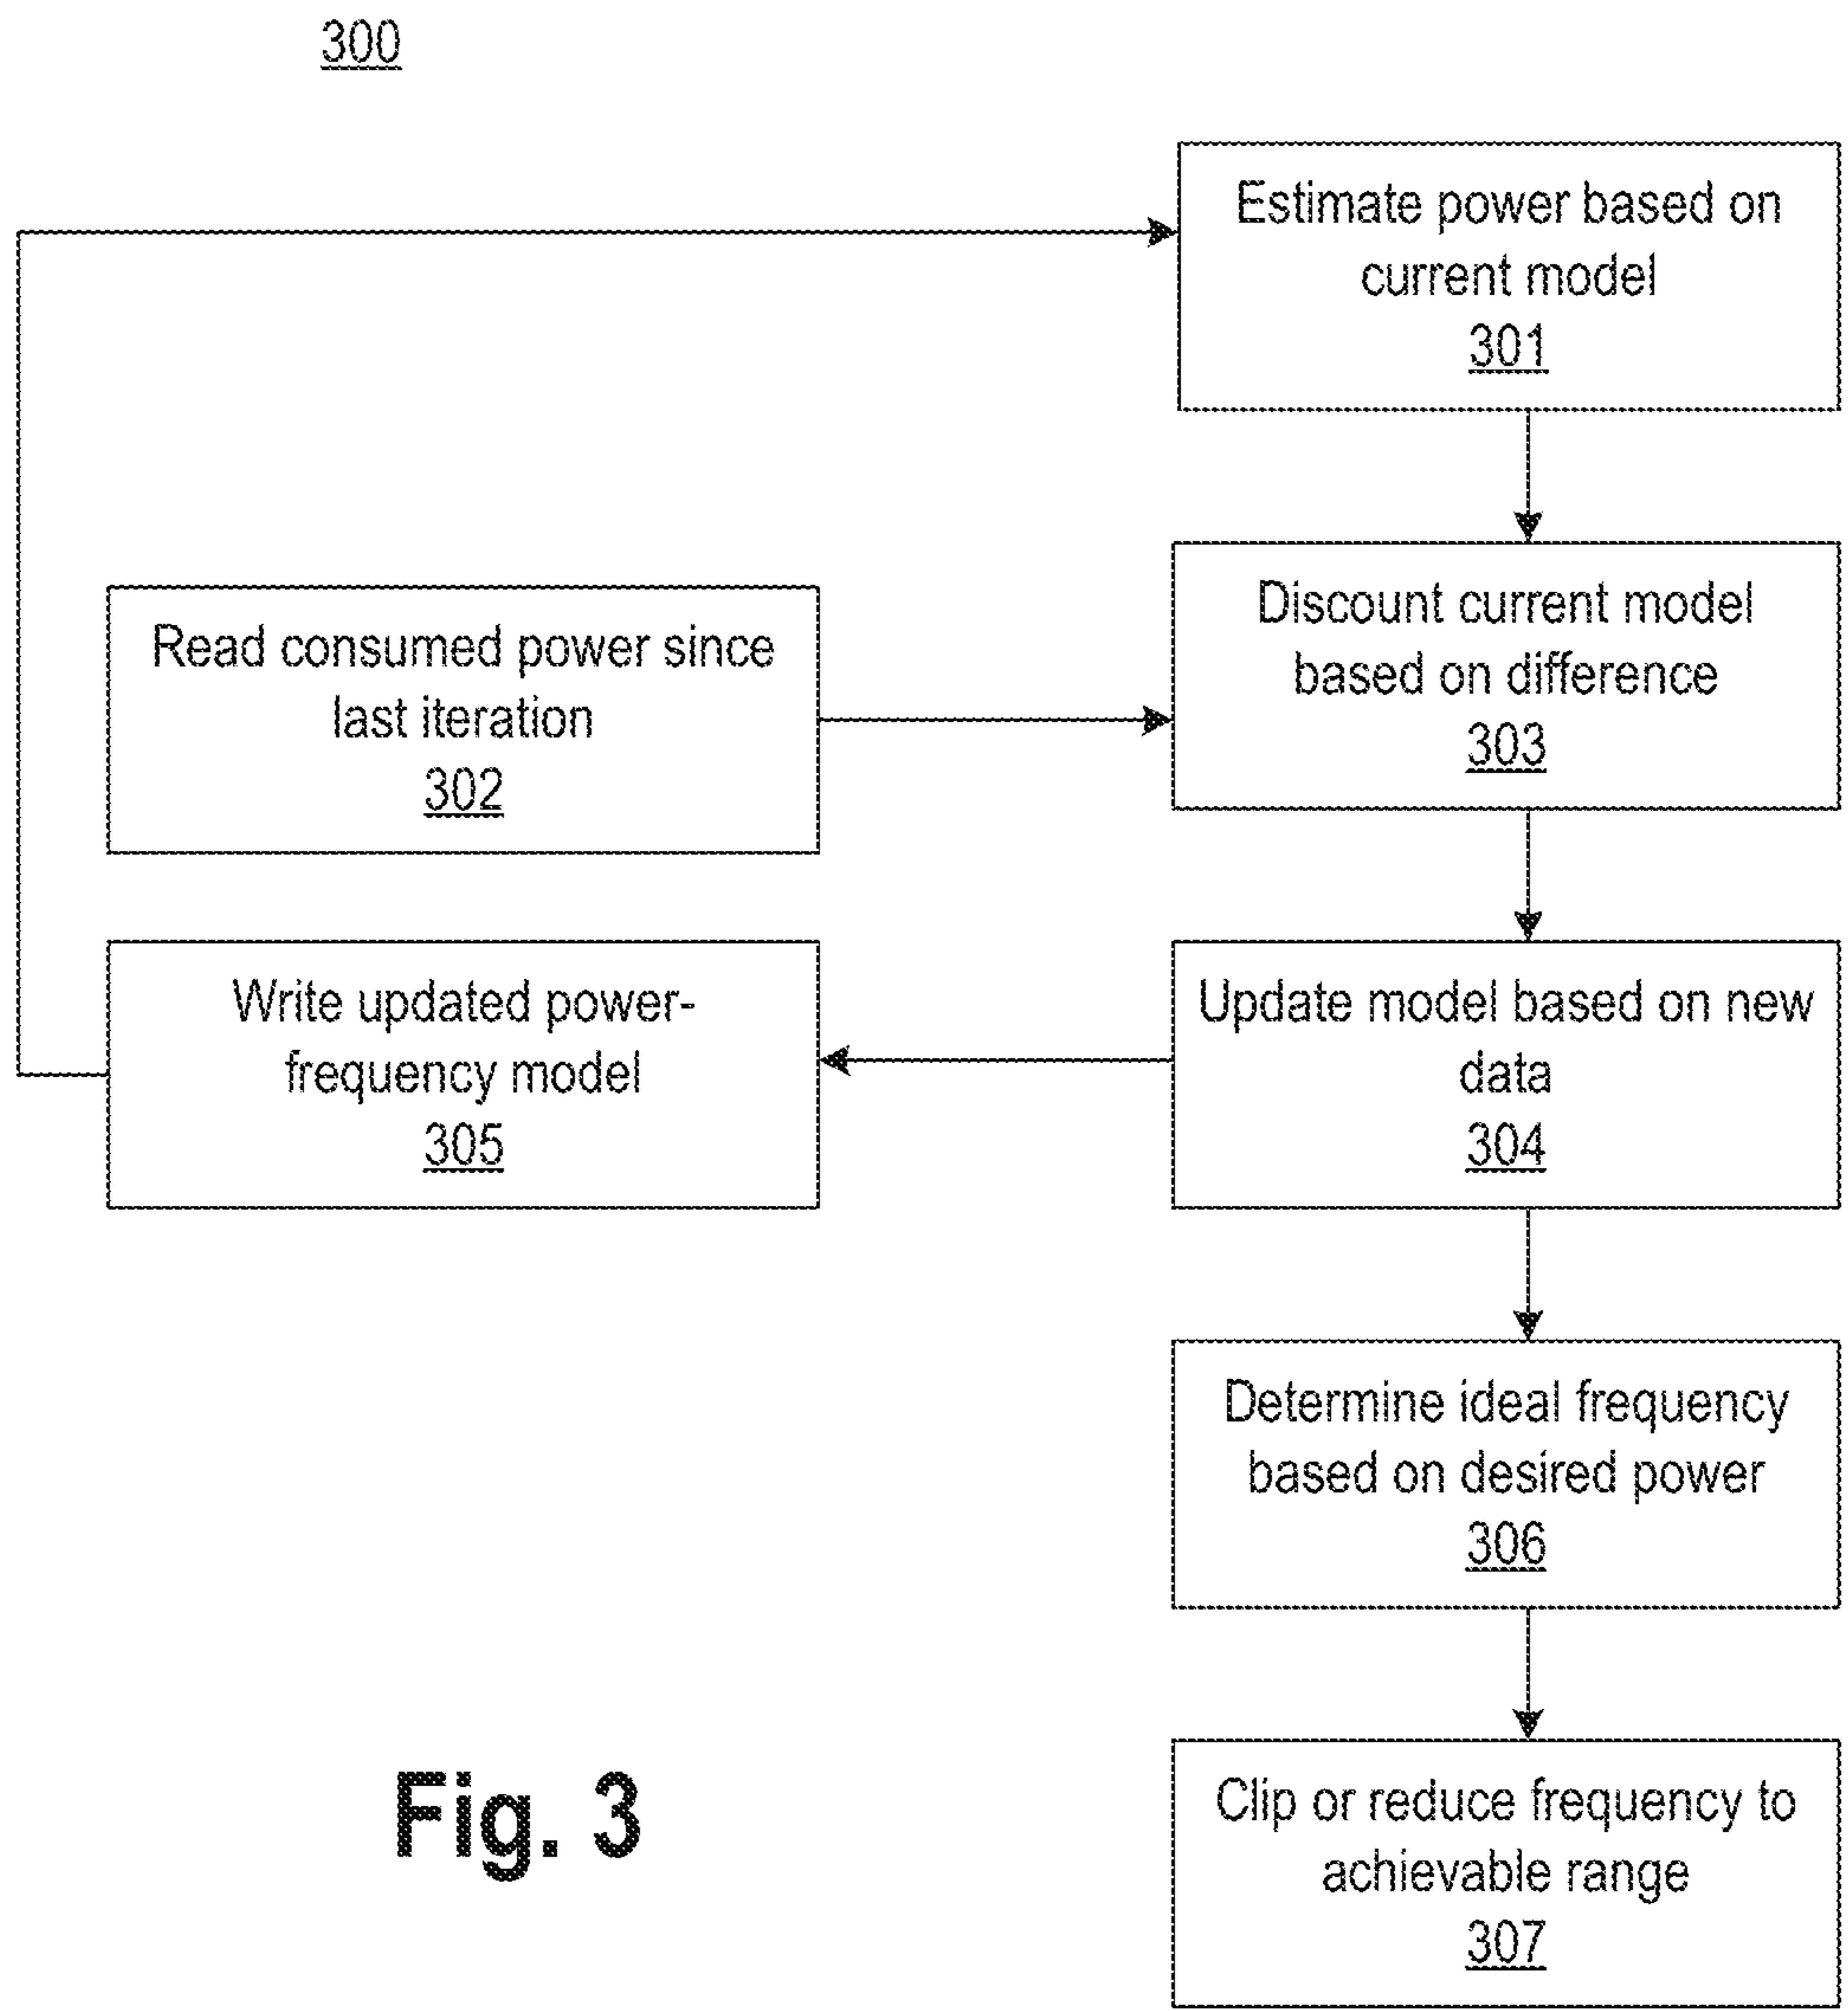 300
Estimate power based on
current model
301
Read consumed power since
last iteration
302
Discount current model
based on difference
303
Write updated power-
frequency model
305
Update model based on new
data
304
Determine ideal frequency
based on desired power
306
Clip or reduce frequency to
achievable range
307
Fig. 3